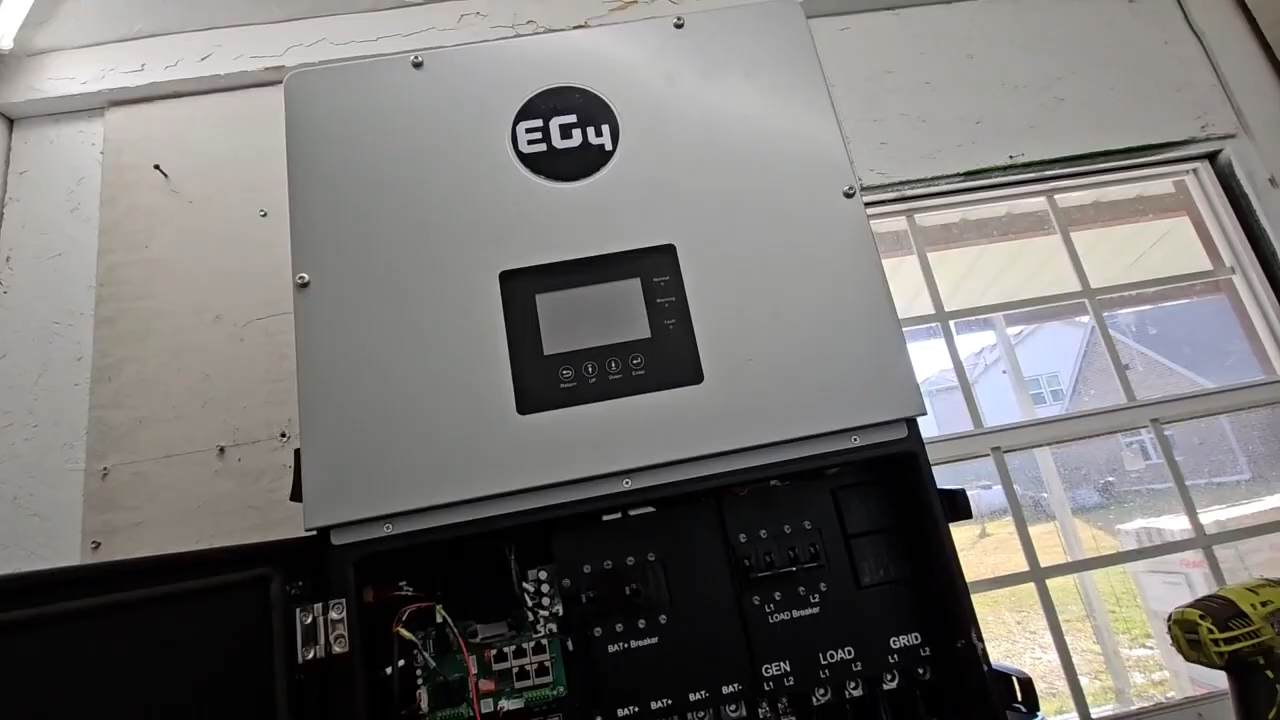 EG4
Normal
Warning
Fault
Return
UP
Down
Enter
L1 L2
LOAD Breaker
BAT+ Breaker
GEN
L1 L2
LOAD
L1 L2
GRID
L1 L2
BAT+ BAT+ BAT- BAT-